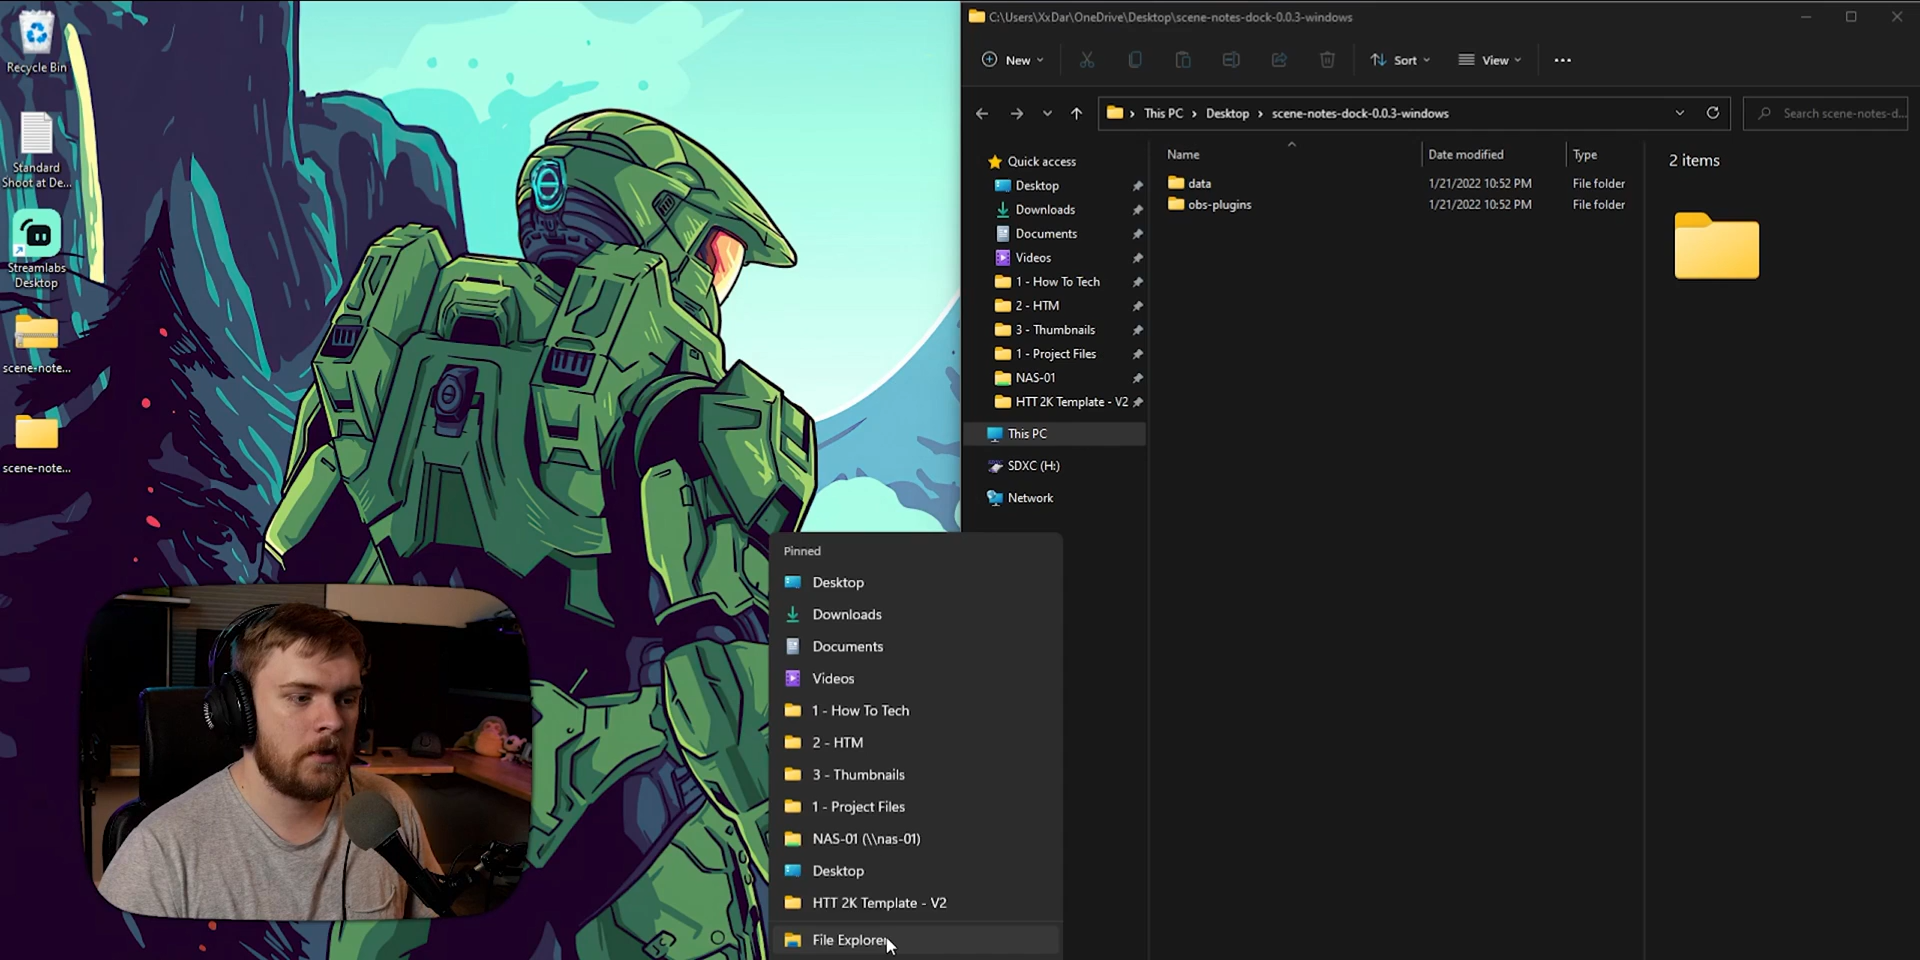 Recycle Bin
Standard
Shoot at De...
Streamlabs
Desktop
scene-note...
scene-note...
C:\Users\XxDar\OneDrive\Desktop\scene-notes-dock-0.0.3-windows
New
Sort
View
This PC
Desktop
scene-notes-dock-0.0.3-windows
Search scene-notes-d...
Quick access
Desktop
Downloads
Documents
Videos
1 - How To Tech
2 - HTM
3 - Thumbnails
1 - Project Files
NAS-01
HTT 2K Template - V2
This PC
SDXC (H:)
Network
Name Date modified Type
data 1/21/2022 10:52 PM File folder
obs-plugins 1/21/2022 10:52 PM File folder
2 items
Pinned
Desktop
Downloads
Documents
Videos
1 - How To Tech
2 - HTM
3 - Thumbnails
1 - Project Files
NAS-01 (\\nas-01)
Desktop
HTT 2K Template - V2
File Explorer